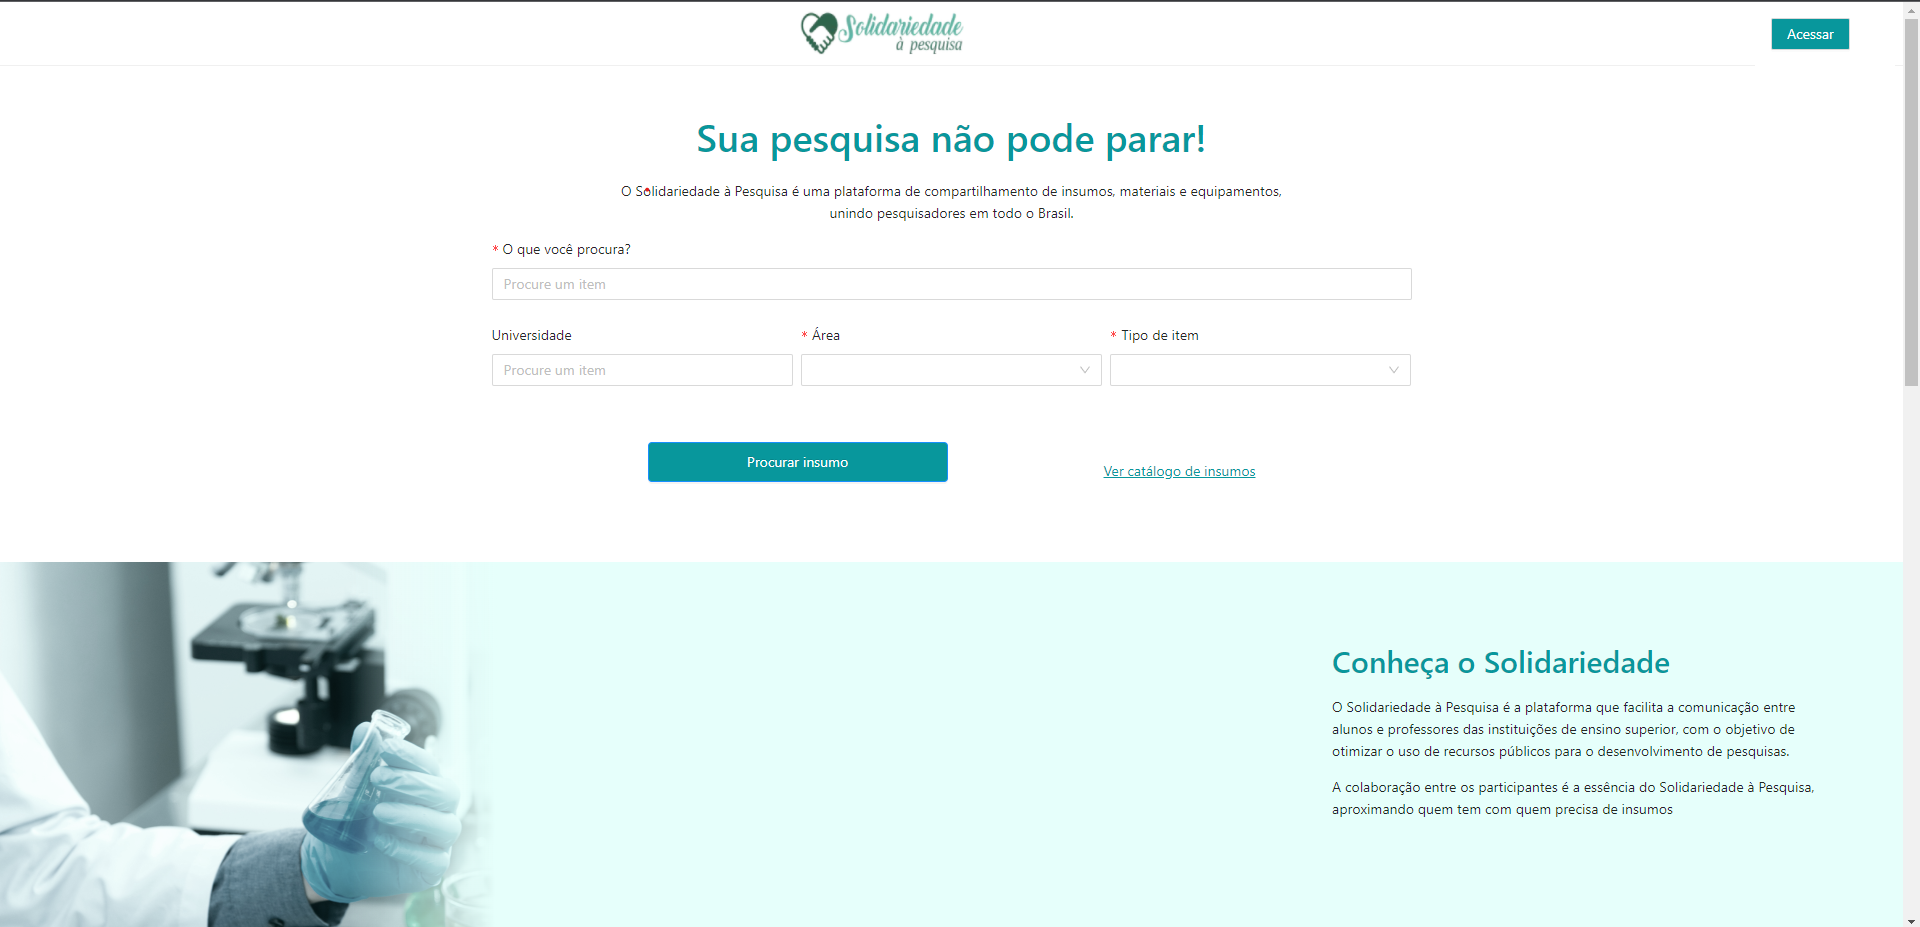 Solidariedade
à pesquisa
Acessar
Sua pesquisa não pode parar!
O Solidariedade à Pesquisa é uma plataforma de compartilhamento de insumos, materiais e equipamentos,
unindo pesquisadores em todo o Brasil.
* O que você procura?
Procure um item
Universidade
* Área
* Tipo de item
Procure um item
Procurar insumo
Ver catálogo de insumos
Conheça o Solidariedade
O Solidariedade à Pesquisa é a plataforma que facilita a comunicação entre
alunos e professores das instituições de ensino superior, com o objetivo de
otimizar o uso de recursos públicos para o desenvolvimento de pesquisas.
A colaboração entre os participantes é a essência do Solidariedade à Pesquisa,
aproximando quem tem com quem precisa de insumos